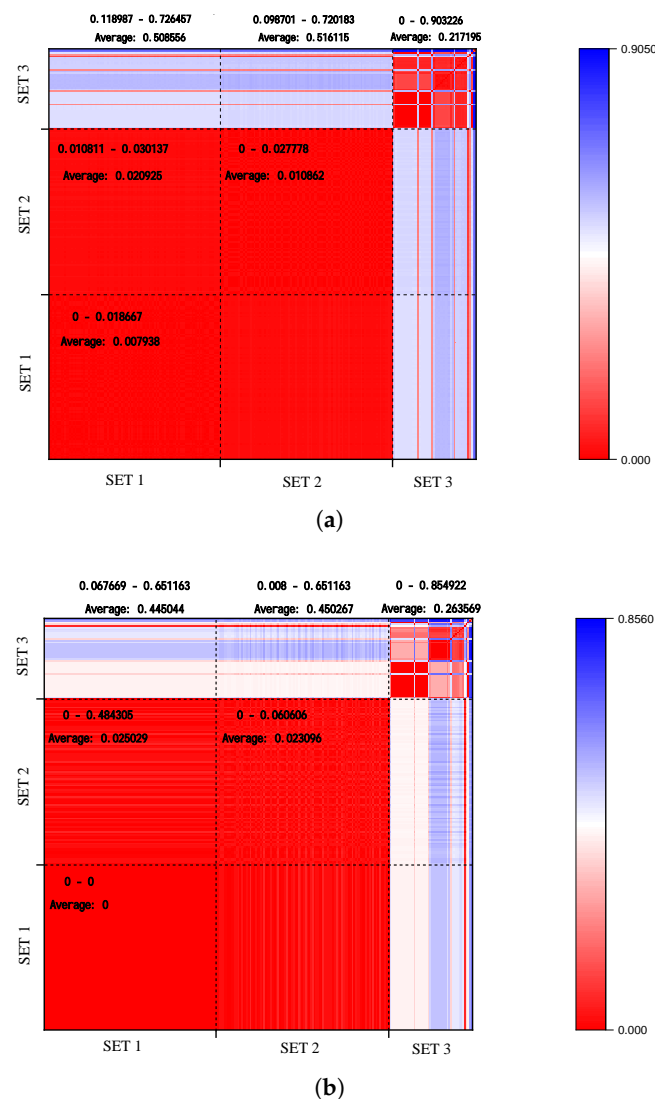 0.118987 - 0.726457 0.098701 - 0.720183 0 - 0.903226
Average: 0.508556 Average: 0.516115 Average: 0.217195
0.9050
SET 3
0.010811 - 0.030137 0 - 0.027778
Average: 0.020925 Average: 0.010862
SET 2
0 - 0.018667
Average: 0.007938
SET 1
0.000
SET 1 SET 2 SET 3
(a)
0.067669 - 0.651163 0.008 - 0.651163 0 - 0.854922
Average: 0.445044 Average: 0.450267 Average: 0.263569
0.8560
SET 3
0 - 0.484305 0 - 0.060606
Average: 0.025029 Average: 0.023096
SET 2
0 - 0
Average: 0
SET 1
0.000
SET 1 SET 2 SET 3
(b)